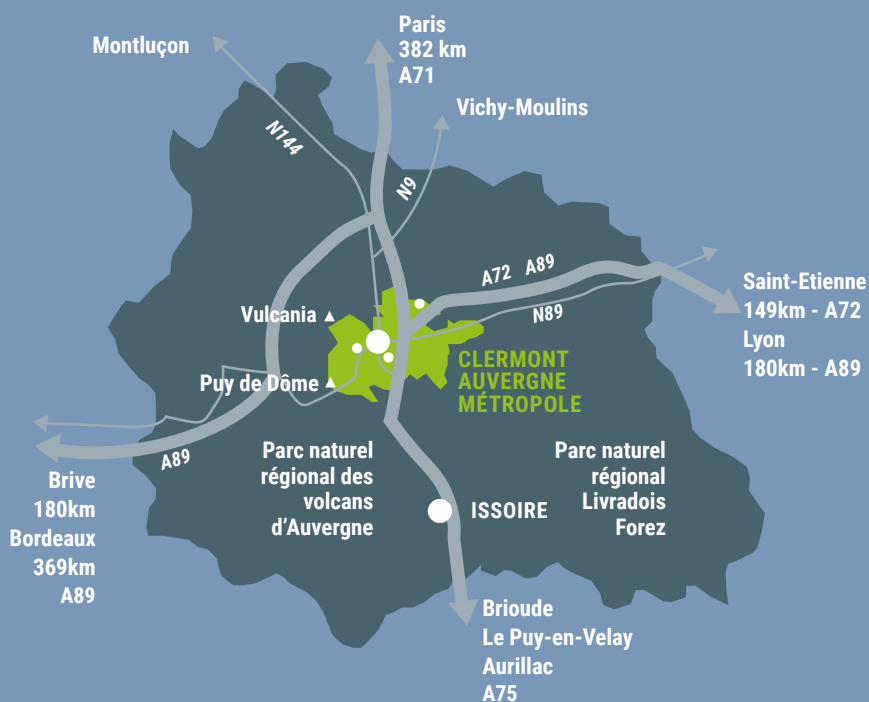 Paris
382 km
A71
Montluçon
Vichy-Moulins
N144
N9
A72 A89
N89
Saint-Etienne
149km - A72
Lyon
180km - A89
Vulcania
Puy de Dôme
CLERMONT
AUVERGNE
MÉTROPOLE
A89
Brive
180km
Bordeaux
369km
A89
Parc naturel
régional des
volcans
d'Auvergne
Parc naturel
régional
Livradois
Forez
ISSOIRE
Brioude
Le Puy-en-Velay
Aurillac
A75